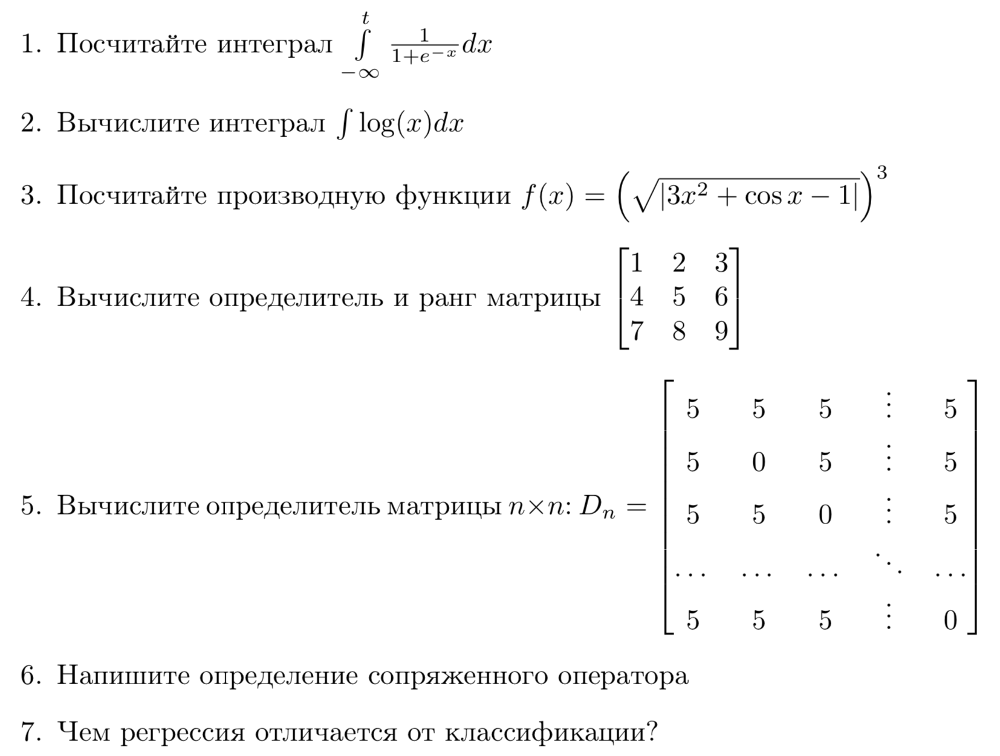 1. Посчитайте интеграл $\int\limits_{-\infty}^{t} \frac{1}{1+e^{-x}} dx$
2. Вычислите интеграл $\int \log(x) dx$
3. Посчитайте производную функции $f(x) = \left( \sqrt{|3x^2 + \cos x - 1|} \right)^3$
4. Вычислите определитель и ранг матрицы $\begin{bmatrix} 1 & 2 & 3 \\ 4 & 5 & 6 \\ 7 & 8 & 9 \end{bmatrix}$
5. Вычислите определитель матрицы $n \times n$: $D_n = \begin{bmatrix} 5 & 5 & 5 & \vdots & 5 \\ 5 & 0 & 5 & \vdots & 5 \\ 5 & 5 & 0 & \vdots & 5 \\ \dots & \dots & \dots & \ddots & \dots \\ 5 & 5 & 5 & \vdots & 0 \end{bmatrix}$
6. Напишите определение сопряженного оператора
7. Чем регрессия отличается от классификации?